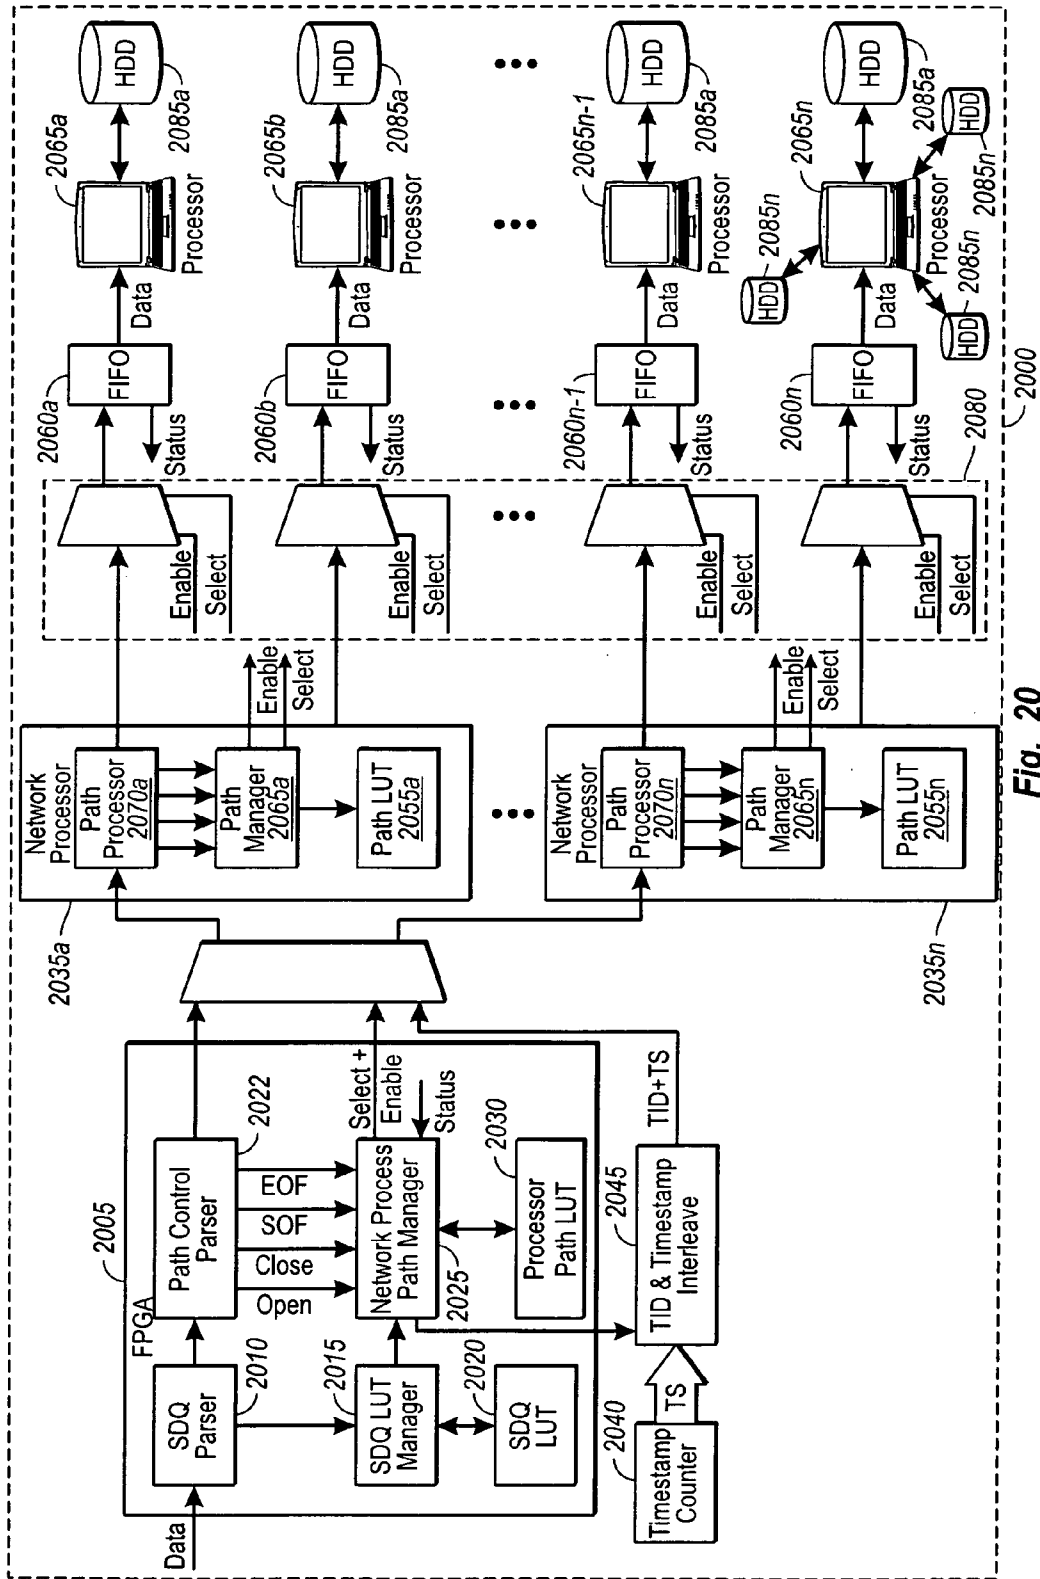 Data
2005
FPGA
SDQ
Parser
2010
SDQ LUT
Manager
2015
SDQ
LUT
2020
Path Control
Parser
2022
Open
Close
SOF
EOF
Network Process
Path Manager
2025
Select +
Enable
Status
Processor
Path LUT
2030
Timestamp
Counter
2040
TS
TID & Timestamp
Interleave
2045
TID+TS
2035a
Network
Processor
Path
Processor
2070a
Path
Manager
2065a
Path LUT
2055a
Enable
Select
2035n
Network
Processor
Path
Processor
2070n
Path
Manager
2065n
Path LUT
2055n
Enable
Select
Enable
Select
Enable
Select
Enable
Select
Enable
Select
2080
2060a
FIFO
Status
Data
2065a
Processor
HDD
2085a
2060b
FIFO
Status
Data
2065b
Processor
HDD
2085a
2060n-1
FIFO
Status
Data
2065n-1
Processor
HDD
2085a
2060n
FIFO
Status
Data
2065n
Processor
HDD
2085a
HDD
2085n
HDD
2085n
HDD
2085n
2000
Fig. 20